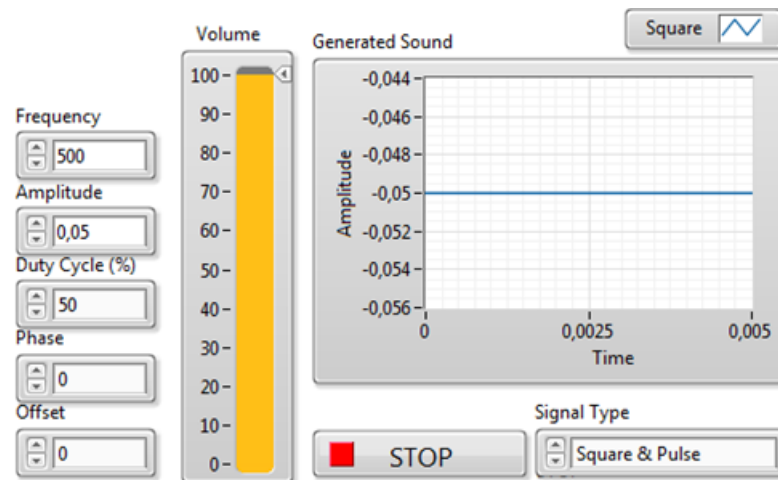 Volume
100
90
80
70
60
50
40
30
20
10
0
Frequency
500
Amplitude
0,05
Duty Cycle (%)
50
Phase
0
Offset
0
Generated Sound
Square
Amplitude
-0,044
-0,046
-0,048
-0,05
-0,052
-0,054
-0,056
0
0,0025
0,005
Time
STOP
Signal Type
Square & Pulse